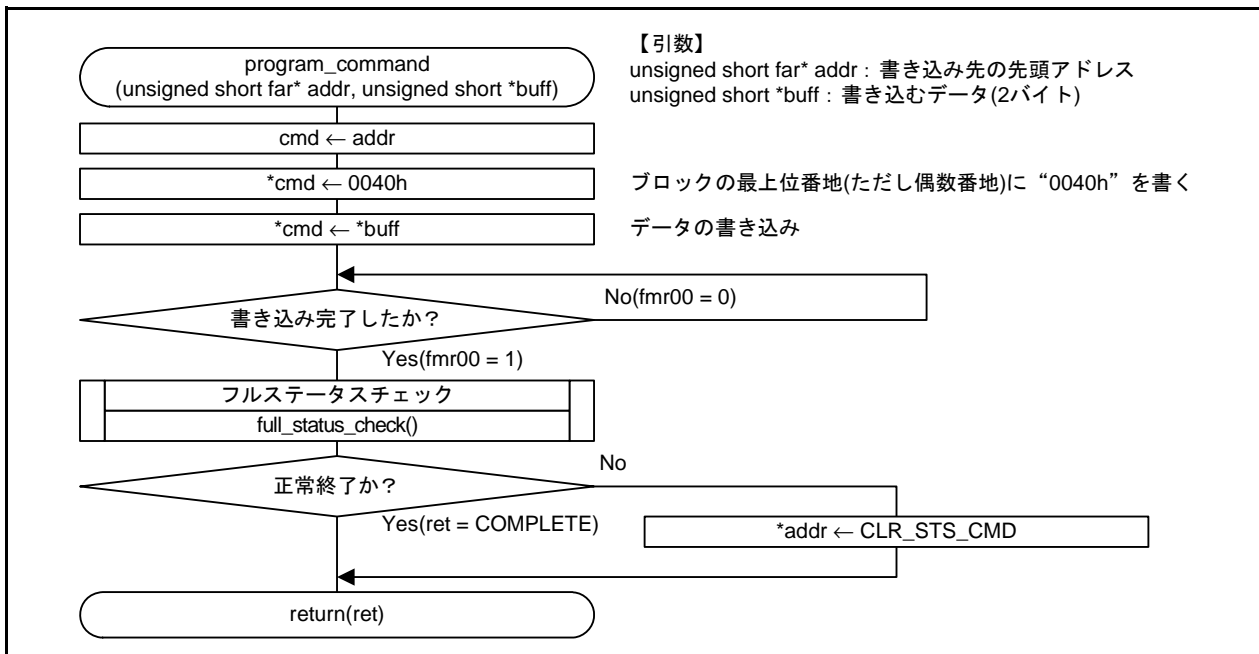 program_command
(unsigned short far* addr, unsigned short *buff)
【引数】
unsigned short far* addr : 書き込み先の先頭アドレス
unsigned short *buff : 書き込むデータ(2バイト)
cmd ← addr
*cmd ← 0040h
ブロックの最上位番地(ただし偶数番地)に“0040h”を書く
*cmd ← *buff
データの書き込み
No(fmr00 = 0)
書き込み完了したか？
Yes(fmr00 = 1)
フルステータスチェック
full_status_check()
No
正常終了か？
Yes(ret = COMPLETE)
*addr ← CLR_STS_CMD
return(ret)